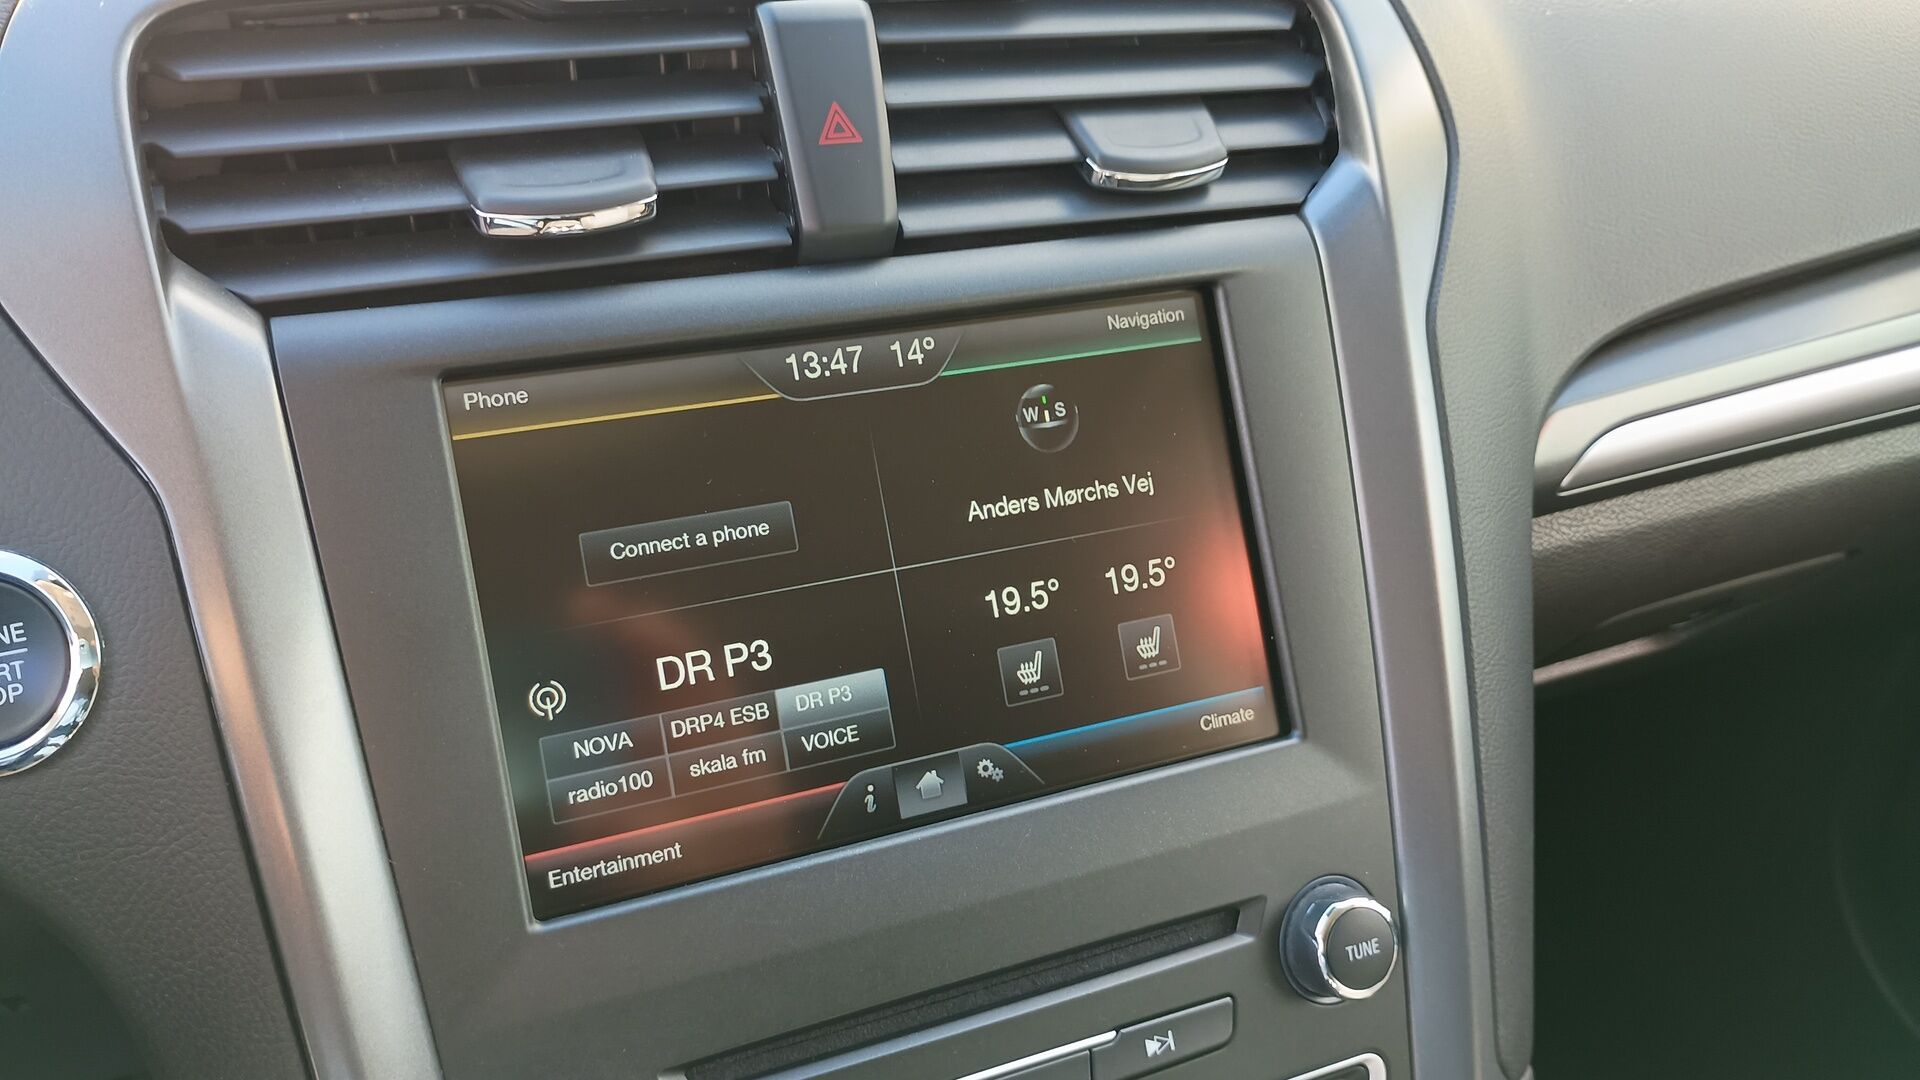 Phone
13:47 14°
Navigation
W S
Anders Mørchs Vej
Connect a phone
19.5° 19.5°
DR P3
NOVA DRP4 ESB DR P3
radio100 skala fm VOICE
i
Climate
Entertainment
TUNE